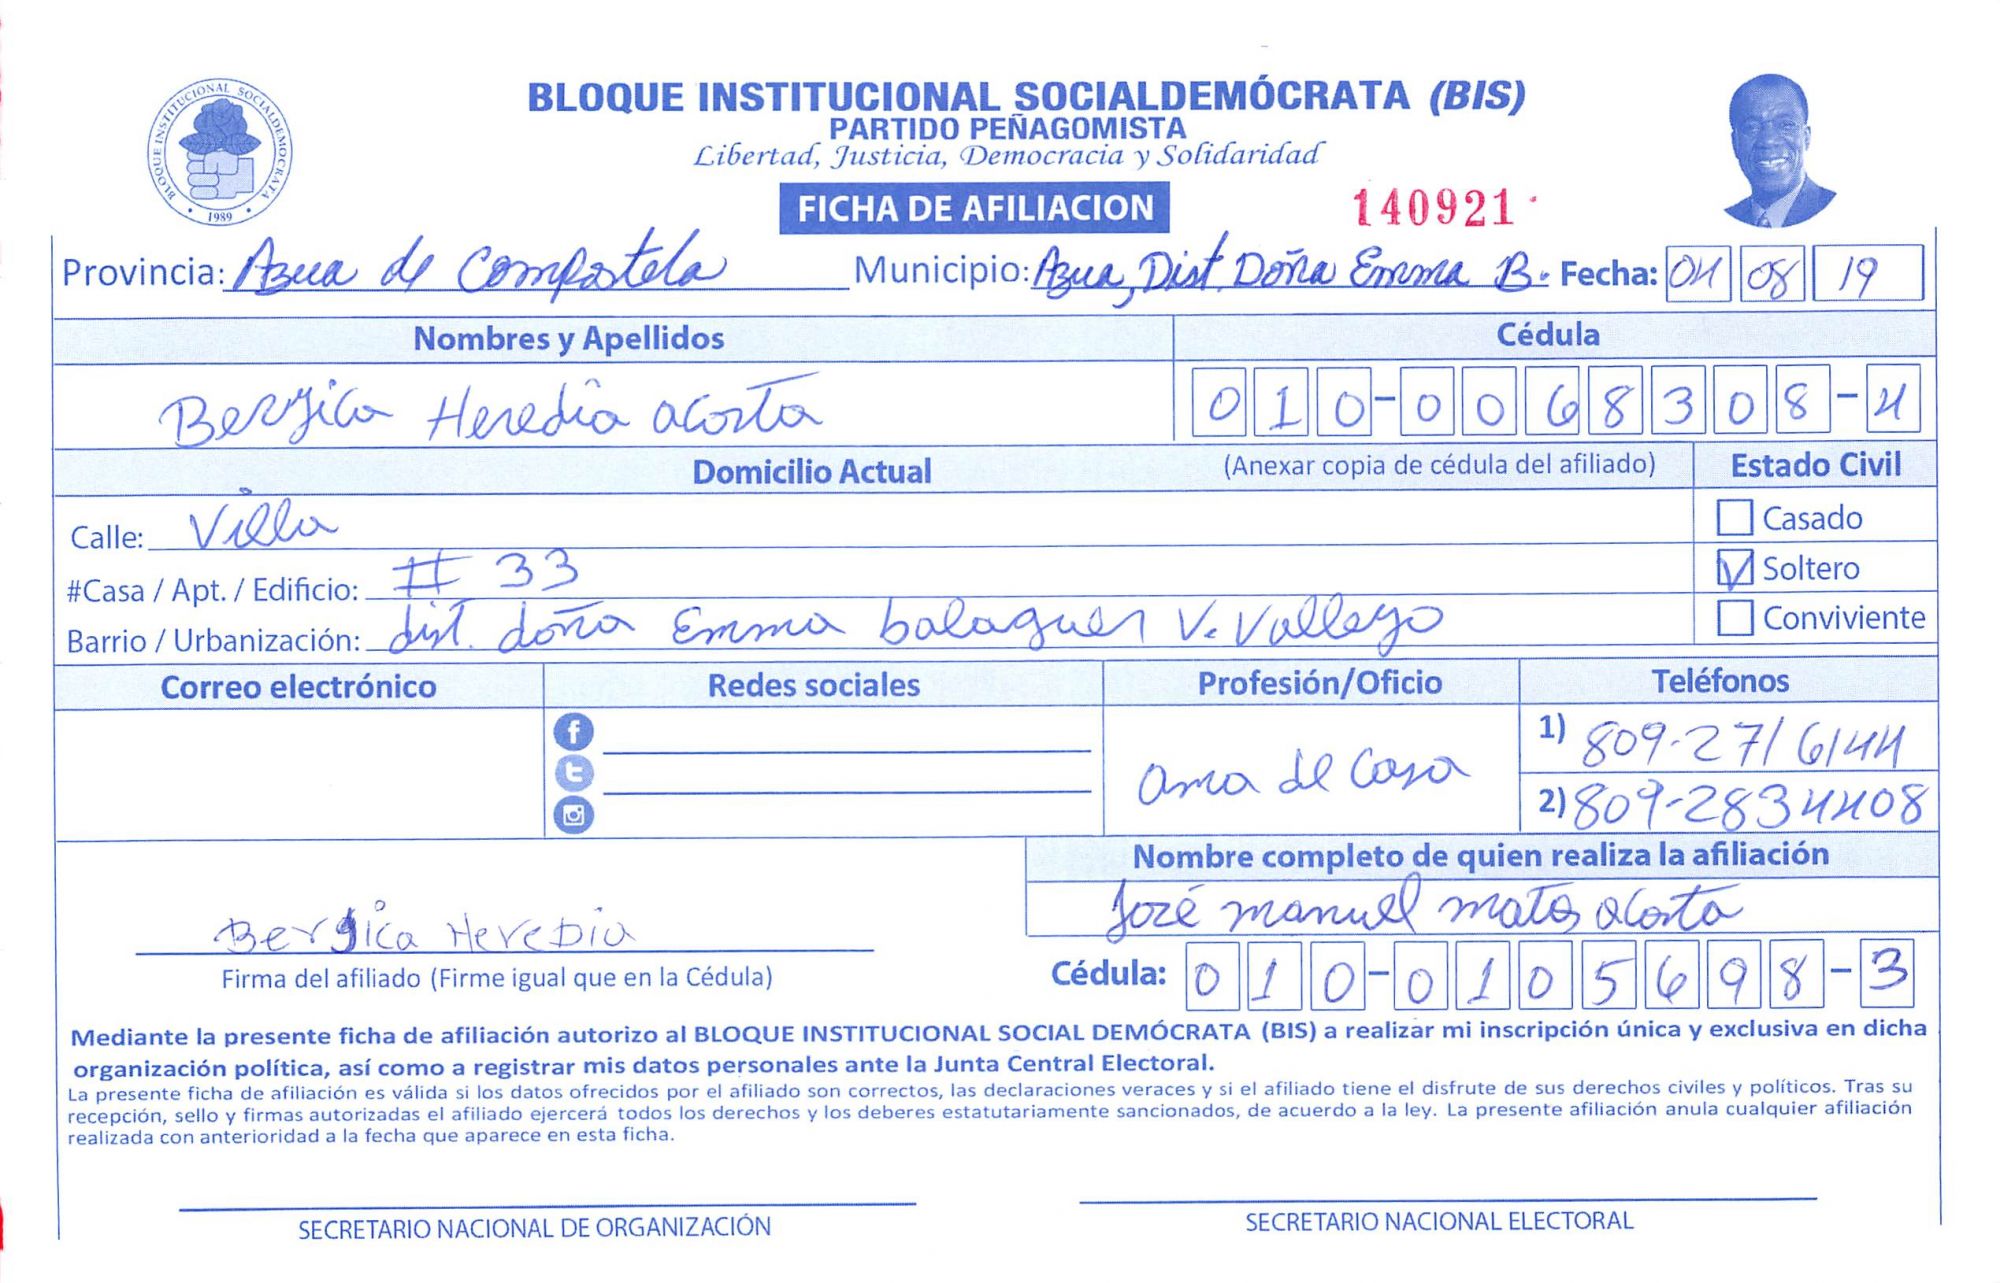 BLOQUE INSTITUCIONAL SOCIALDEMOCRATA
1989
BLOQUE INSTITUCIONAL SOCIALDEMÓCRATA (BIS)
PARTIDO PEÑAGOMISTA
Libertad, Justicia, Democracia y Solidaridad
FICHA DE AFILIACION 140921
Provincia: Azua de Compostela Municipio: Azua, Dist. Doña Emma B. Fecha: 04 08 19
Nombres y Apellidos Cédula
Bergica Heredia acosta 010-0068308-4
Domicilio Actual (Anexar copia de cédula del afiliado) Estado Civil
Calle: Villa Casado
#Casa / Apt. / Edificio: # 33 Soltero
Barrio / Urbanización: dist. doña Emma balaguer V. Vallejo Conviviente
Correo electrónico Redes sociales Profesión/Oficio Teléfonos
ama de Casa 1) 809-271 6144
2) 809-2834408
Nombre completo de quien realiza la afiliación
José manuel matos acosta
Bergica Heredia
Firma del afiliado (Firme igual que en la Cédula) Cédula: 010-0105698-3
Mediante la presente ficha de afiliación autorizo al BLOQUE INSTITUCIONAL SOCIAL DEMÓCRATA (BIS) a realizar mi inscripción única y exclusiva en dicha
organización política, así como a registrar mis datos personales ante la Junta Central Electoral.
La presente ficha de afiliación es válida si los datos ofrecidos por el afiliado son correctos, las declaraciones veraces y si el afiliado tiene el disfrute de sus derechos civiles y políticos. Tras su
recepción, sello y firmas autorizadas el afiliado ejercerá todos los derechos y los deberes estatutariamente sancionados, de acuerdo a la ley. La presente afiliación anula cualquier afiliación
realizada con anterioridad a la fecha que aparece en esta ficha.
SECRETARIO NACIONAL DE ORGANIZACIÓN SECRETARIO NACIONAL ELECTORAL